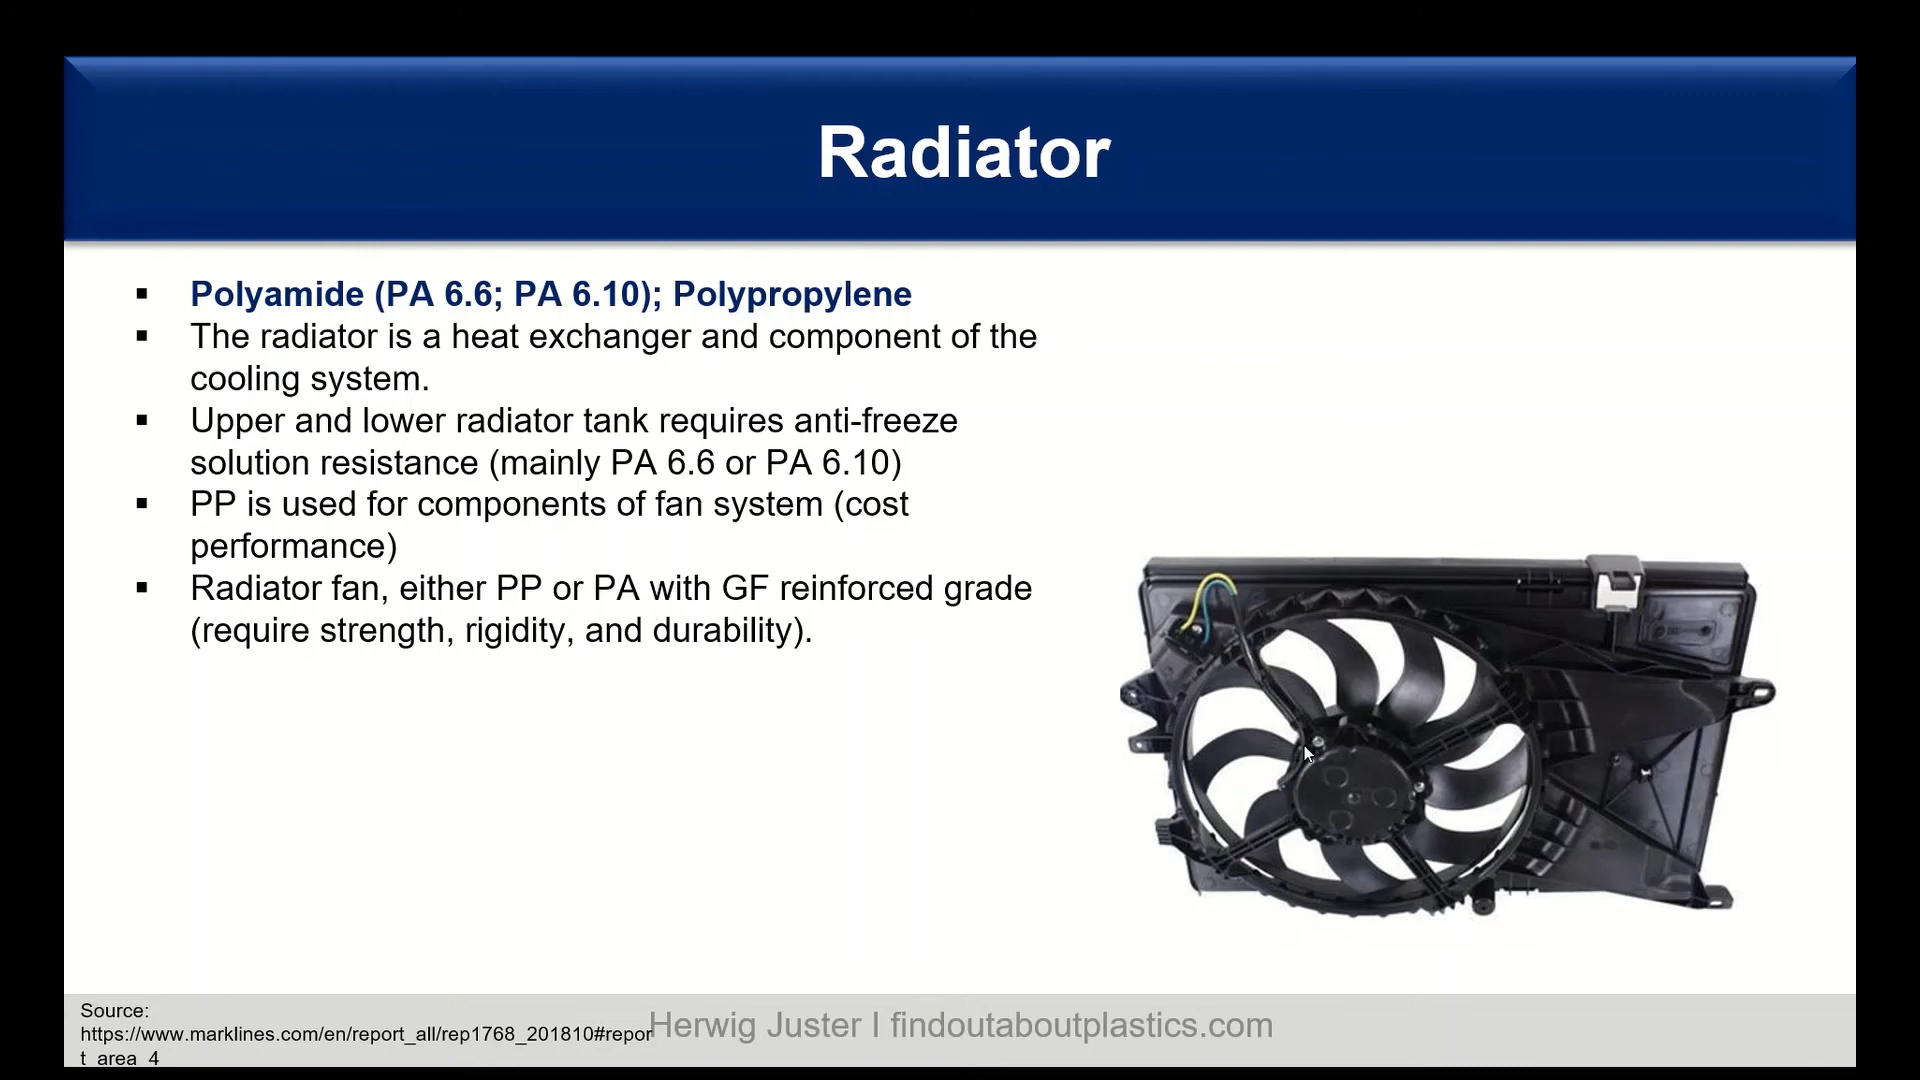 Radiator
▪ Polyamide (PA 6.6; PA 6.10); Polypropylene
▪ The radiator is a heat exchanger and component of the
cooling system.
▪ Upper and lower radiator tank requires anti-freeze
solution resistance (mainly PA 6.6 or PA 6.10)
▪ PP is used for components of fan system (cost
performance)
▪ Radiator fan, either PP or PA with GF reinforced grade
(require strength, rigidity, and durability).
Source:
https://www.marklines.com/en/report_all/rep1768_201810#repor
t_area_4
Herwig Juster I findoutaboutplastics.com